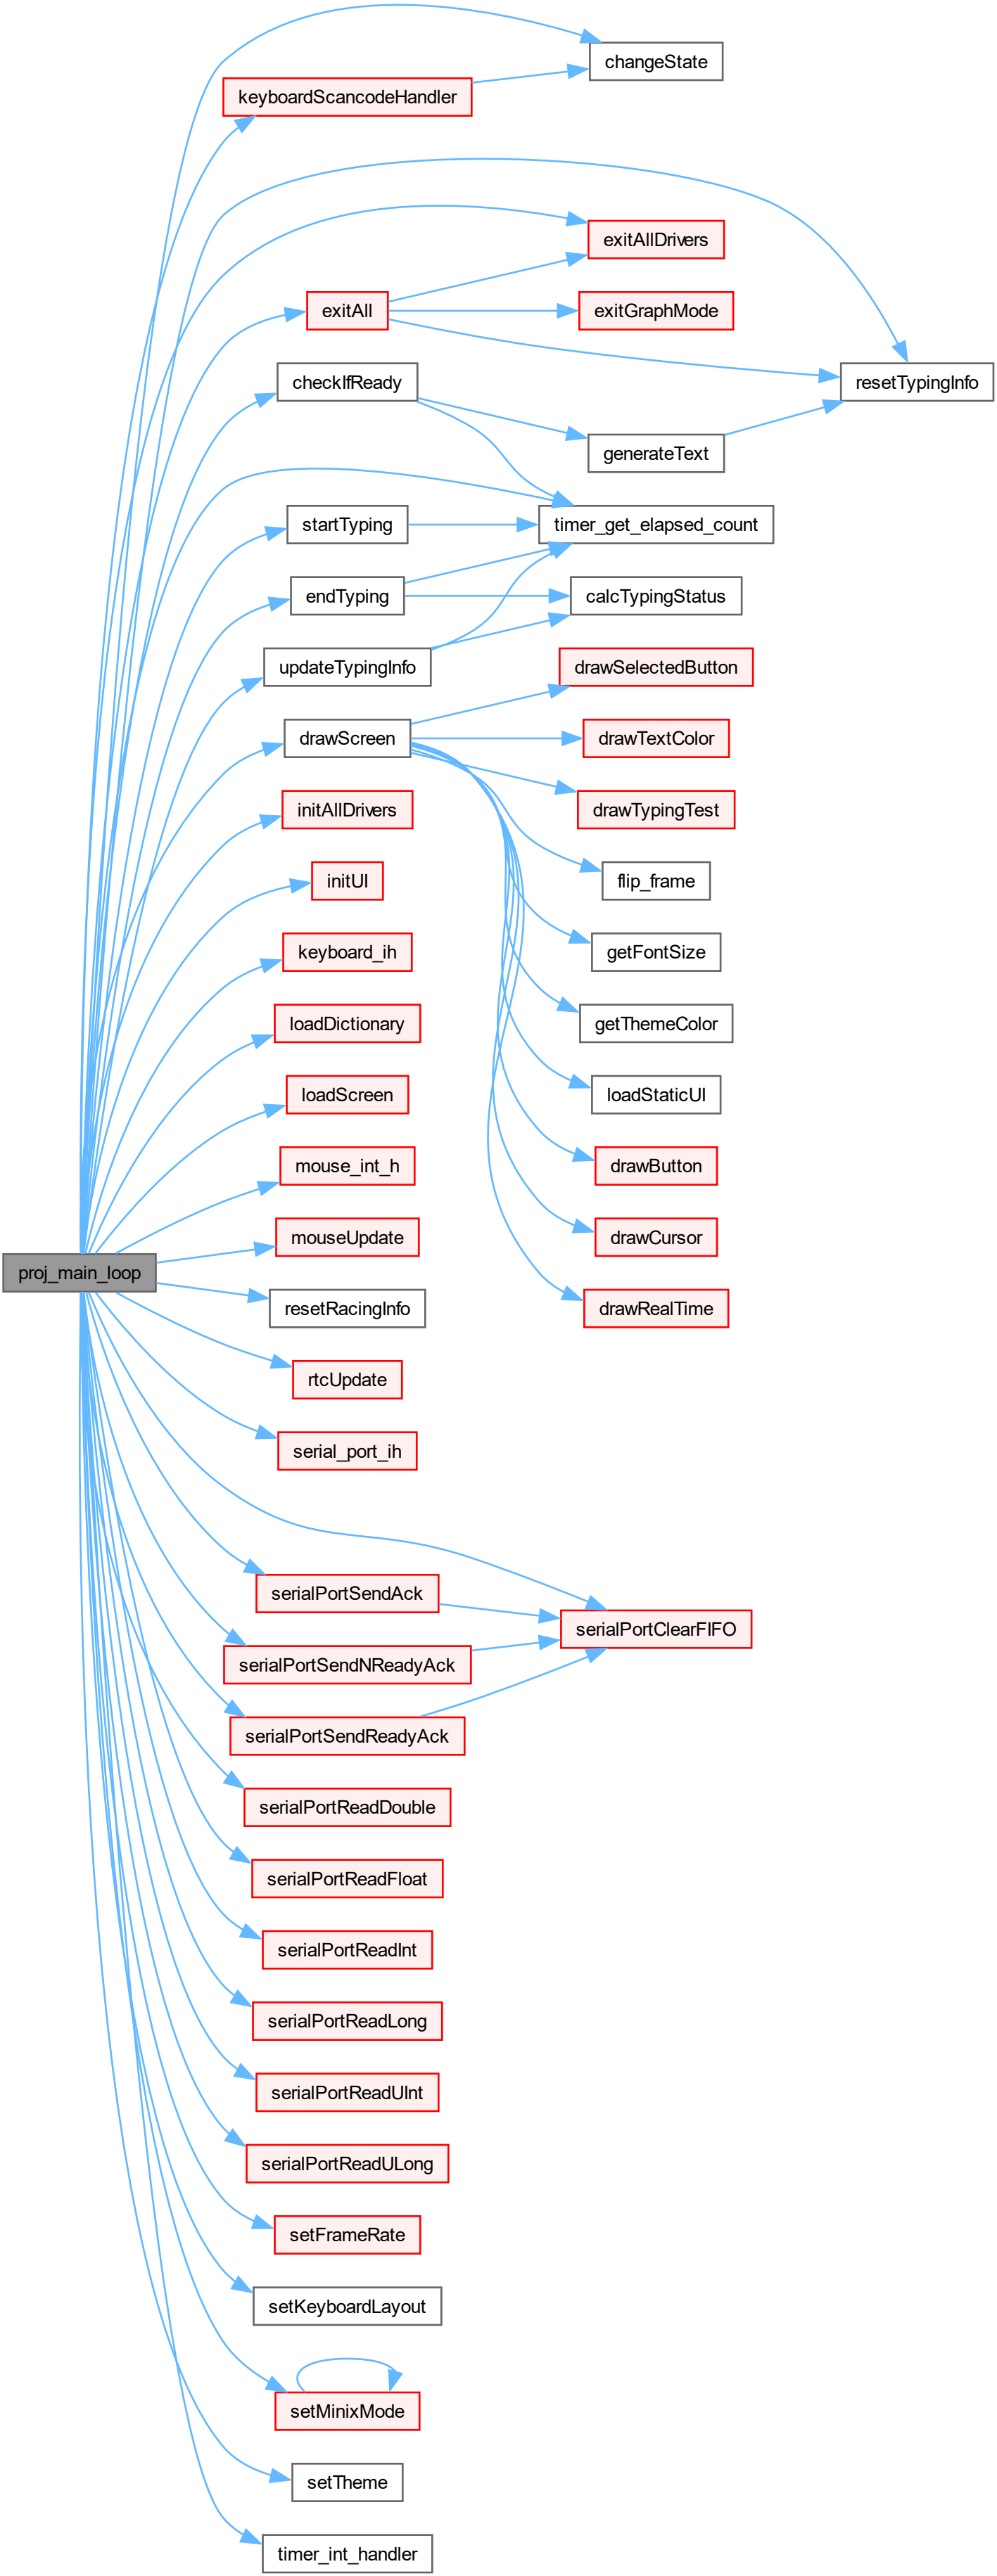 changeState
keyboardScancodeHandler
exitAllDrivers
exitAll
exitGraphMode
checkIfReady
resetTypingInfo
generateText
startTyping
timer_get_elapsed_count
endTyping
calcTypingStatus
updateTypingInfo
drawSelectedButton
drawScreen
drawTextColor
initAllDrivers
drawTypingTest
initUI
flip_frame
keyboard_ih
getFontSize
loadDictionary
getThemeColor
loadScreen
loadStaticUI
mouse_int_h
drawButton
mouseUpdate
drawCursor
proj_main_loop
resetRacingInfo
drawRealTime
rtcUpdate
serial_port_ih
serialPortSendAck
serialPortClearFIFO
serialPortSendNReadyAck
serialPortSendReadyAck
serialPortReadDouble
serialPortReadFloat
serialPortReadInt
serialPortReadLong
serialPortReadUInt
serialPortReadULong
setFrameRate
setKeyboardLayout
setMinixMode
setTheme
timer_int_handler